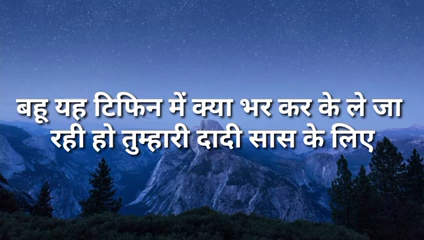 बहू यह टिफिन में क्या भर कर के ले जा
रही हो तुम्हारी दादी सास के लिए